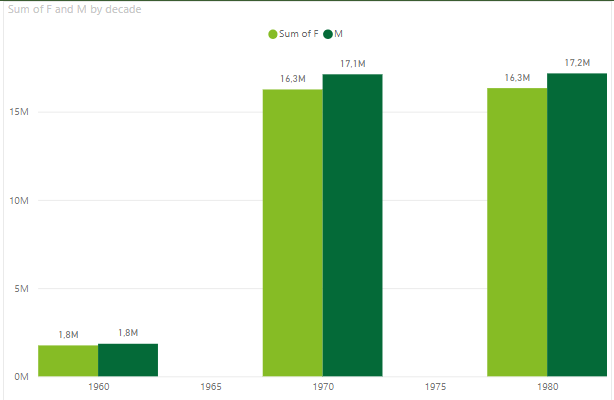 Sum of F and M by decade
Sum of F M
17,1M 17,2M
16,3M 16,3M
15M
10M
5M
1,8M 1,8M
0M
1960 1965 1970 1975 1980